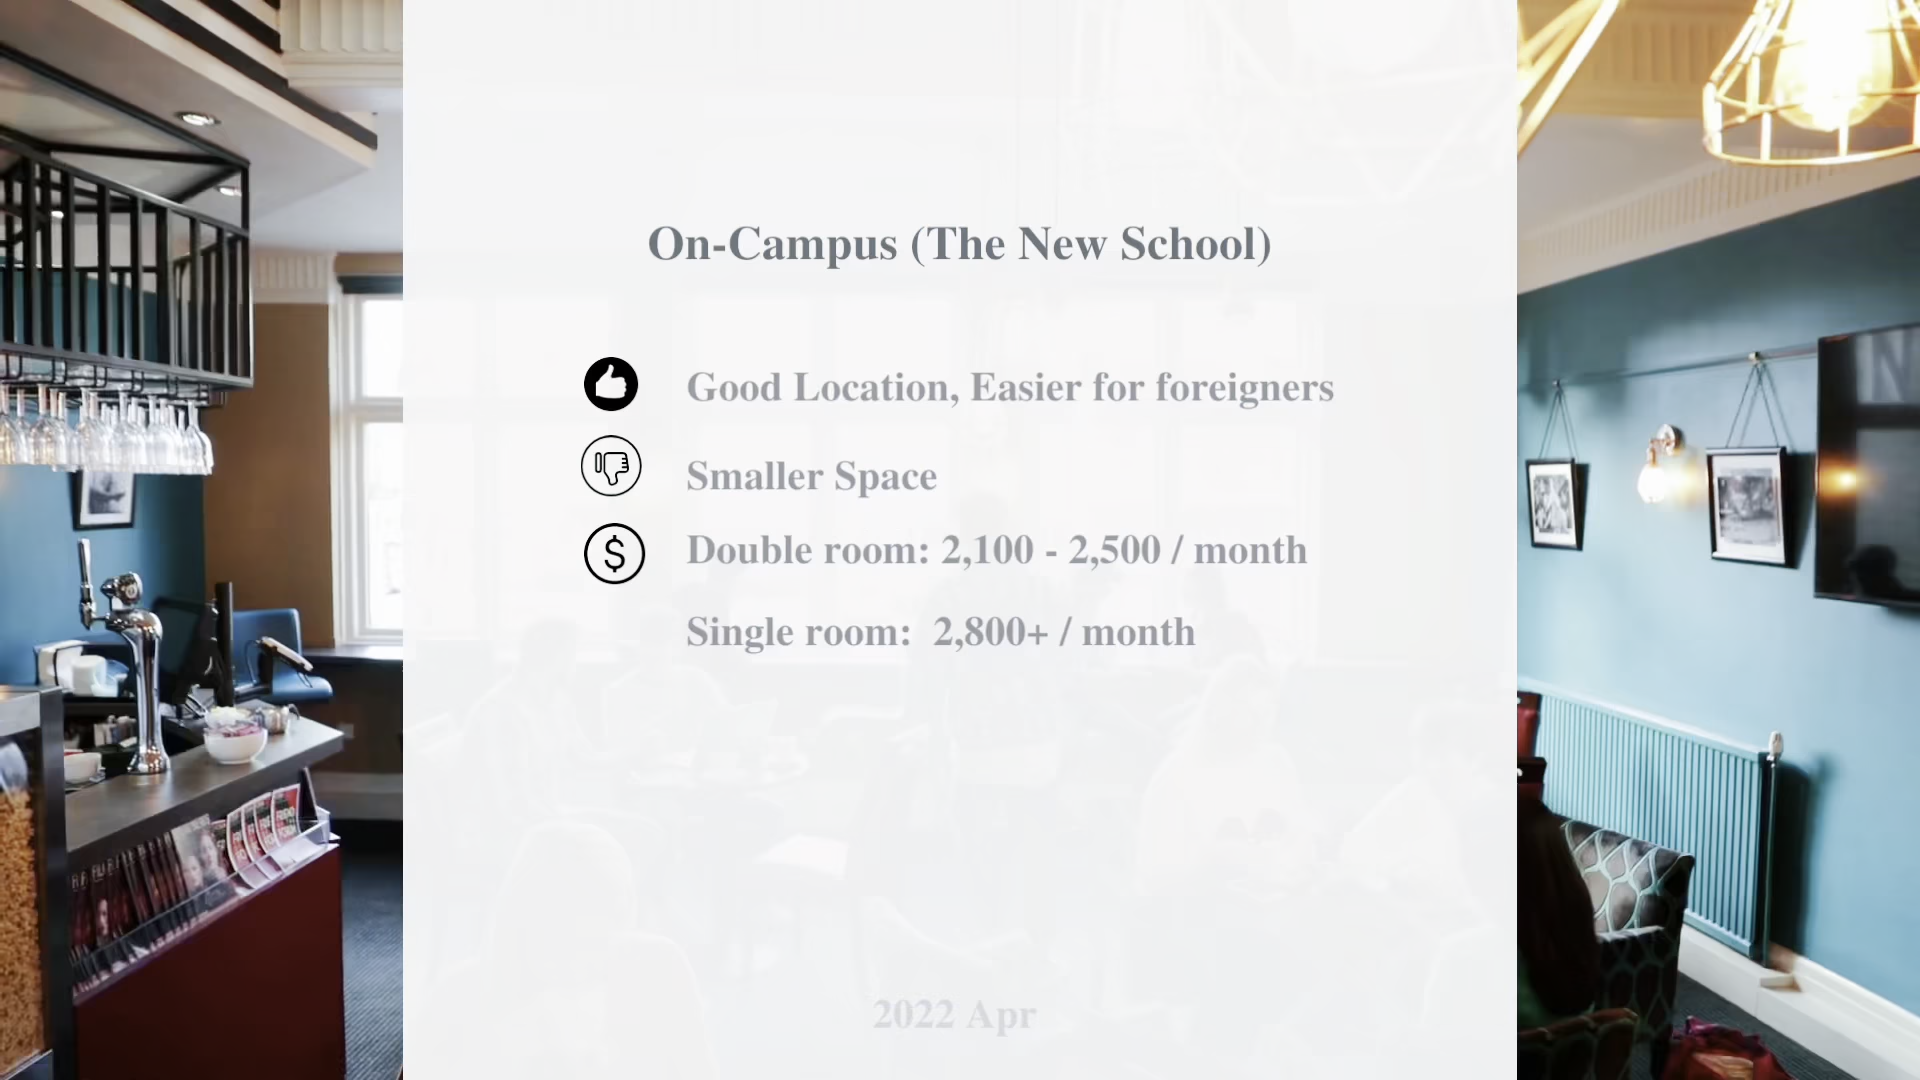 On-Campus (The New School)
Good Location, Easier for foreigners
Smaller Space
$
Double room: 2,100 - 2,500 / month
Single room: 2,800+ / month
2022 Apr